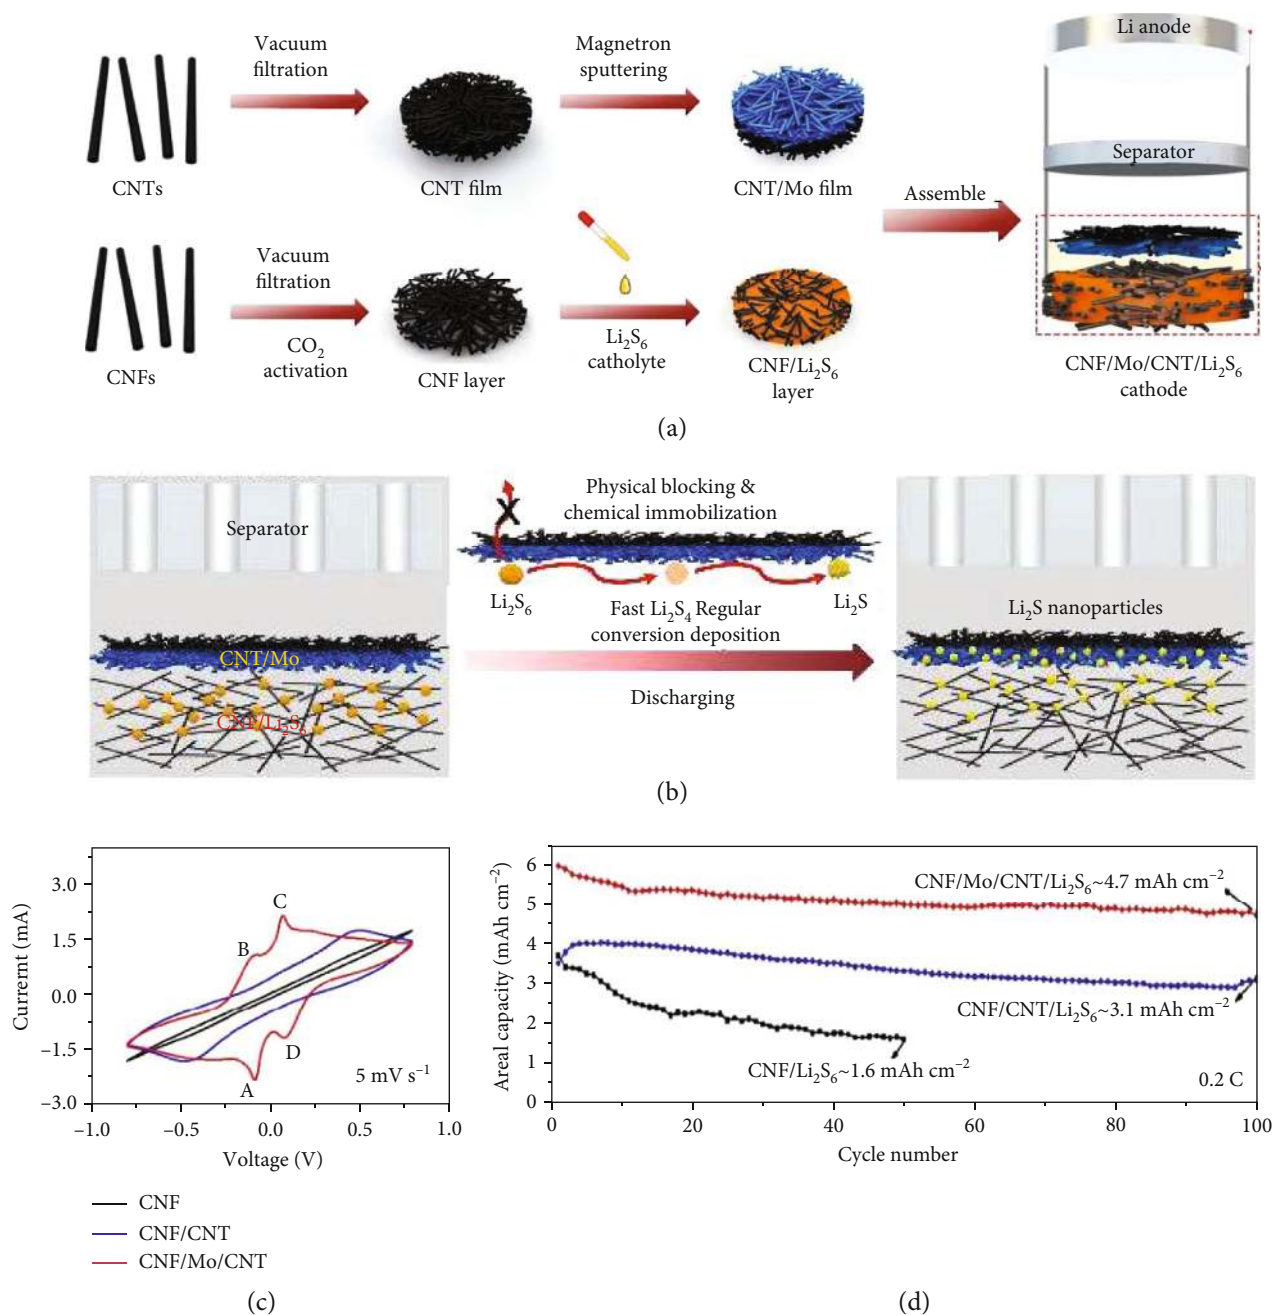 Vacuum
filtration
Magnetron
sputtering
Li anode
Separator
CNTs
CNT film
CNT/Mo film
Assemble
Vacuum
filtration
CO₂
activation
Li₂S₆
catholyte
CNFs
CNF layer
CNF/Li₂S₆
layer
CNF/Mo/CNT/Li₂S₆
cathode
(a)
Separator
Physical blocking &
chemical immobilization
X
Li₂S₆
Li₂S
Fast Li₂S₄ Regular
conversion deposition
Discharging
CNT/Mo
CNF/Li₂S₆
Li₂S nanoparticles
(b)
Currernt (mA)
3.0
1.5
0.0
−1.5
−3.0
A
B
C
D
5 mV s⁻¹
−1.0
−0.5
0.0
0.5
1.0
Voltage (V)
CNF
CNF/CNT
CNF/Mo/CNT
(c)
Areal capacity (mAh cm⁻²)
6
5
4
3
2
1
0
CNF/Mo/CNT/Li₂S₆~4.7 mAh cm⁻²
CNF/CNT/Li₂S₆~3.1 mAh cm⁻²
CNF/Li₂S₆~1.6 mAh cm⁻²
0.2 C
0
20
40
60
80
100
Cycle number
(d)